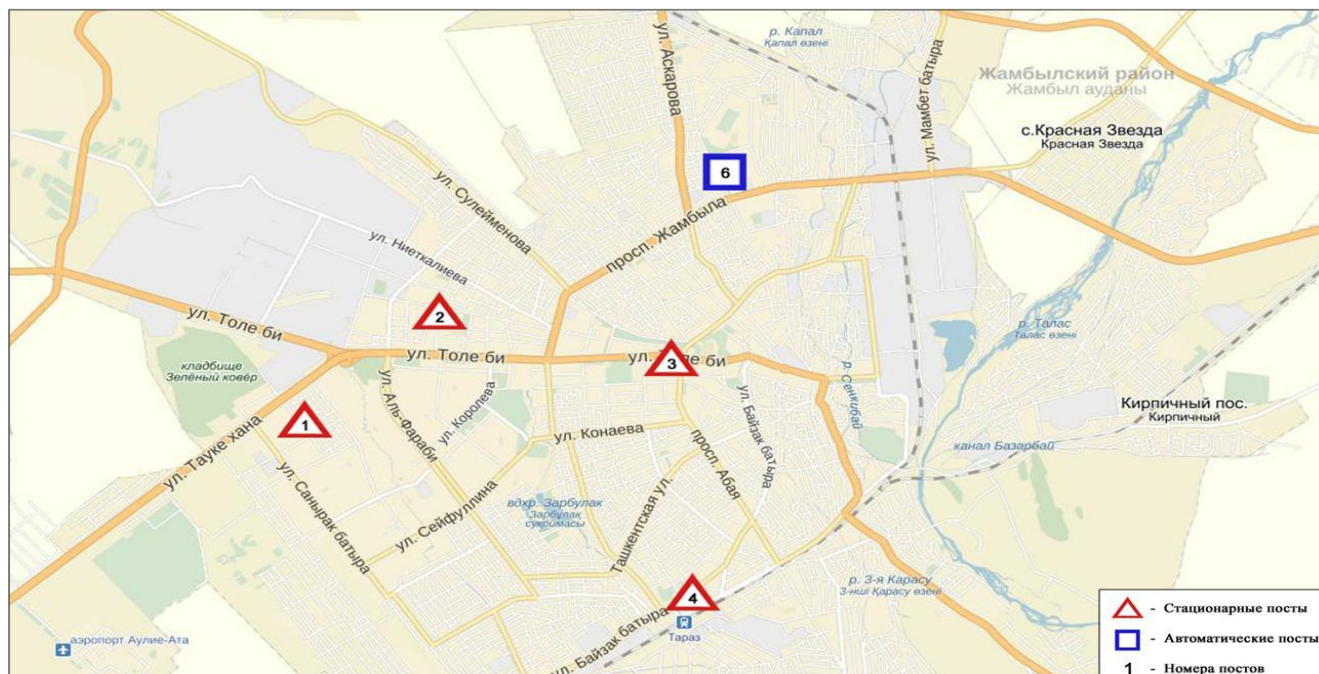 р. Капал
Қапал өзені
ул. Аскарова
ул. Мамбет батыра
Жамбылский район
Жамбыл ауданы
с.Красная Звезда
Красная Звезда
6
ул. Сулейменова
просп. Жамбыла
ул. Ниеткалиева
2
ул. Толе би
ул. Толе би
ул. Толе би
3
р. Талас
Талас өзені
кладбище
Зелёный ковёр
1
ул. Аль-Фараби
ул. Королева
ул. Байзак батыра
р. Сенкибай
Кирпичный пос.
Кирпичный
ул. Тауке хана
ул. Конаева
просп. Абая
канал Базарбай
ул. Санырак батыра
ул. Сейфуллина
вдхр. Зарбулак
Зарбұлақ
суқоймасы
Ташкентская ул.
4
р. 3-я Карасу
3-нші Қарасу өзені
аэропорт Аулие-Ата
ул. Байзак батыра
Тараз
- Стационарные посты
- Автоматические посты
1 - Номера постов